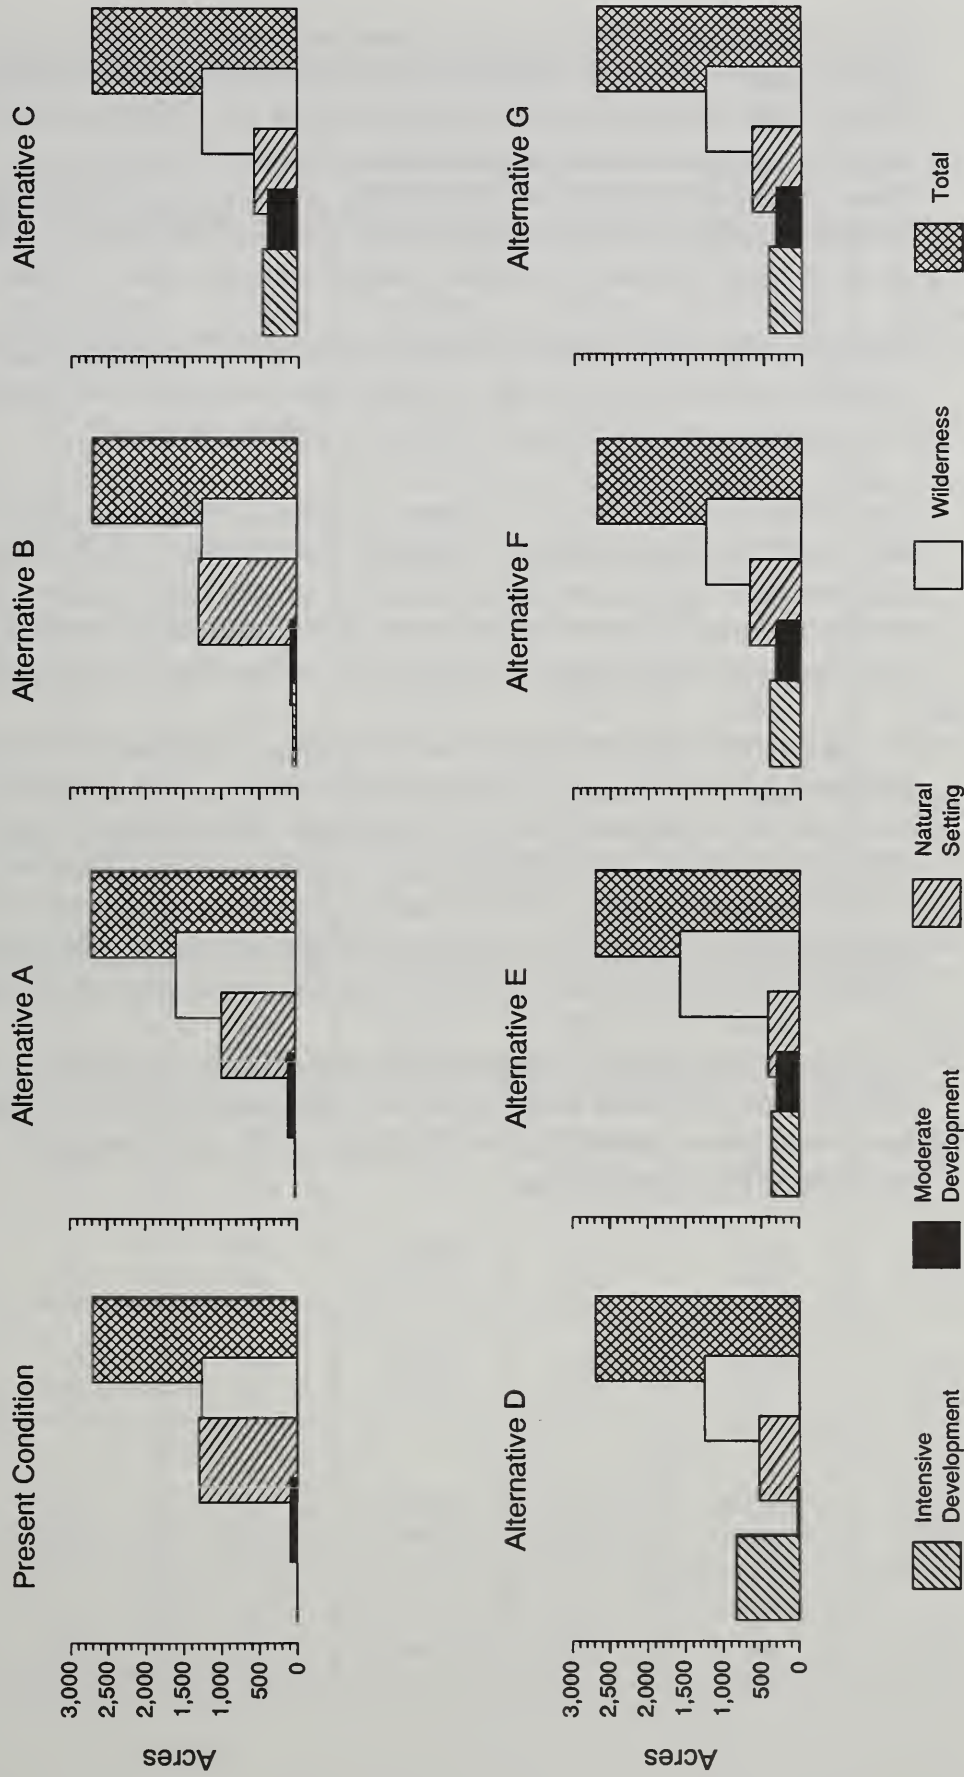 Present Condition
Alternative A
Alternative B
Alternative C
Acres
3,000
2,500
2,000
1,500
1,000
500
0
Alternative D
Alternative E
Alternative F
Alternative G
Acres
3,000
2,500
2,000
1,500
1,000
500
0
Intensive
Development
Moderate
Development
Natural
Setting
Wilderness
Total